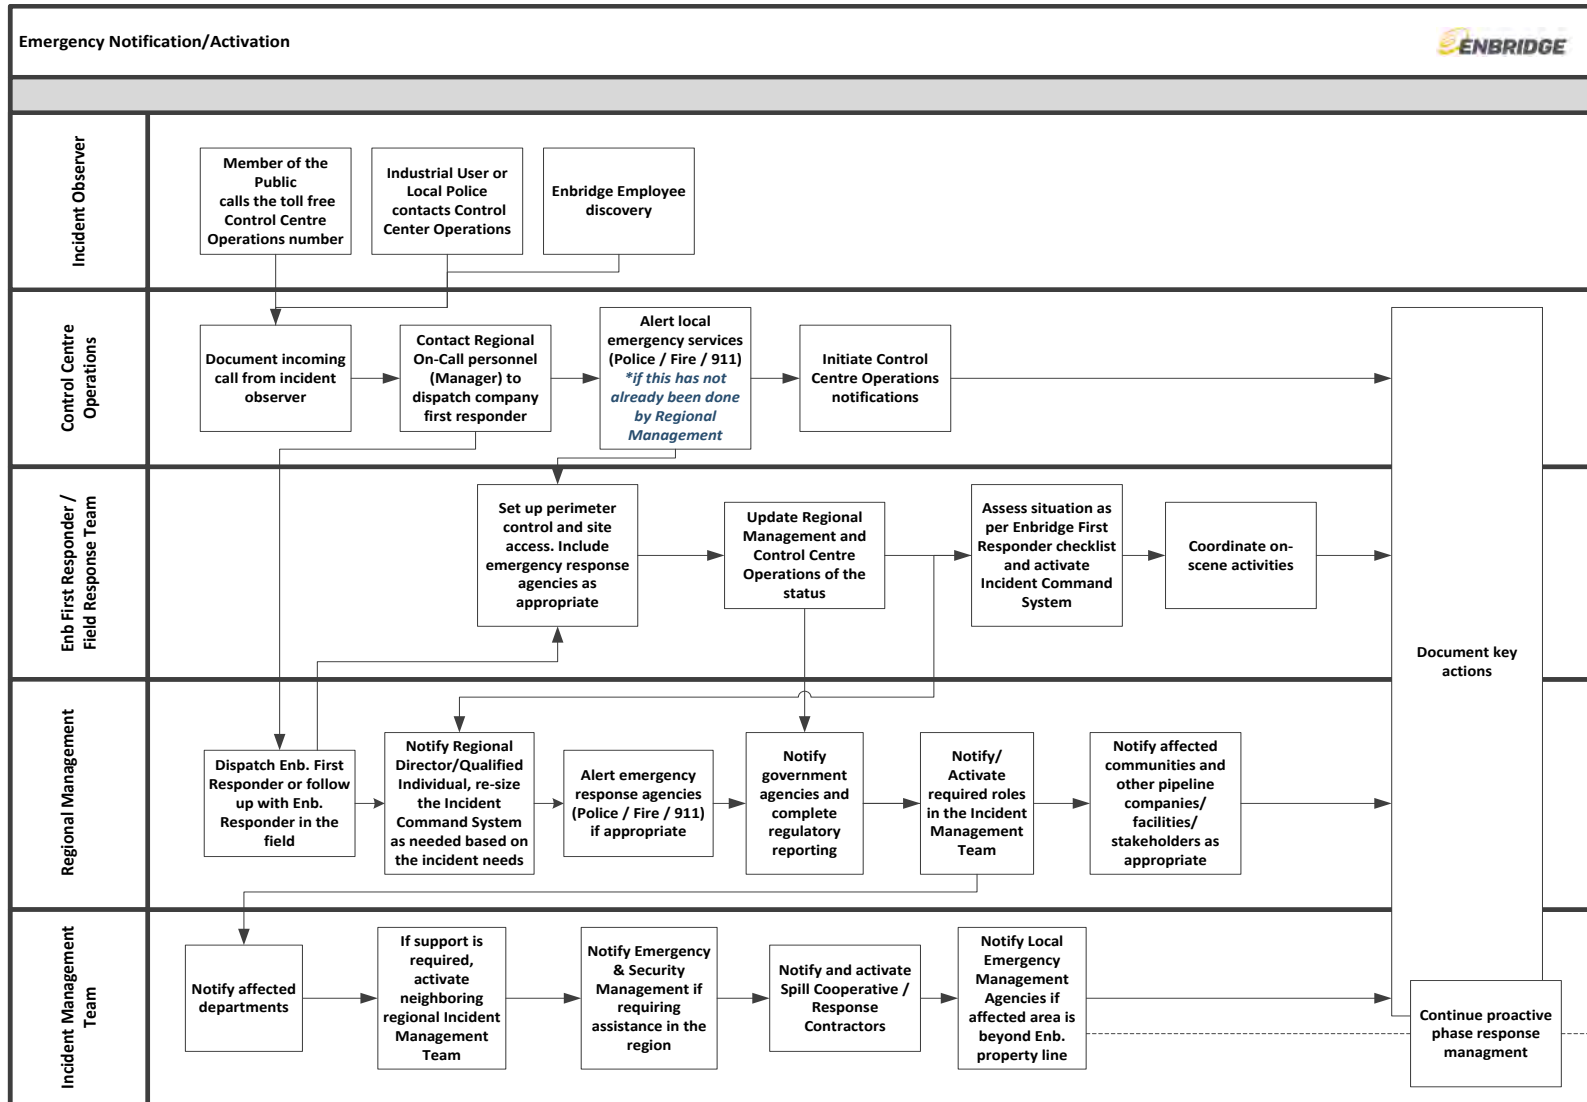 Emergency Notification/Activation
ENBRIDGE
Incident Observer
Member of the
Public
calls the toll free
Control Centre
Operations number
Industrial User or
Local Police
contacts Control
Center Operations
Enbridge Employee
discovery
Control Centre
Operations
Document incoming
call from incident
observer
Contact Regional
On-Call personnel
(Manager) to
dispatch company
first responder
Alert local
emergency services
(Police / Fire / 911)
*if this has not
already been done
by Regional
Management
Initiate Control
Centre Operations
notifications
Enb First Responder /
Field Response Team
Set up perimeter
control and site
access. Include
emergency response
agencies as
appropriate
Update Regional
Management and
Control Centre
Operations of the
status
Assess situation as
per Enbridge First
Responder checklist
and activate
Incident Command
System
Coordinate on-
scene activities
Document key
actions
Regional Management
Dispatch Enb. First
Responder or follow
up with Enb.
Responder in the
field
Notify Regional
Director/Qualified
Individual, re-size
the Incident
Command System
as needed based on
the incident needs
Alert emergency
response agencies
(Police / Fire / 911)
if appropriate
Notify
government
agencies and
complete
regulatory
reporting
Notify/
Activate
required roles
in the Incident
Management
Team
Notify affected
communities and
other pipeline
companies/
facilities/
stakeholders as
appropriate
Incident Management
Team
Notify affected
departments
If support is
required,
activate
neighboring
regional Incident
Management
Team
Notify Emergency
& Security
Management if
requiring
assistance in the
region
Notify and activate
Spill Cooperative /
Response
Contractors
Notify Local
Emergency
Management
Agencies if
affected area is
beyond Enb.
property line
Continue proactive
phase response
managment